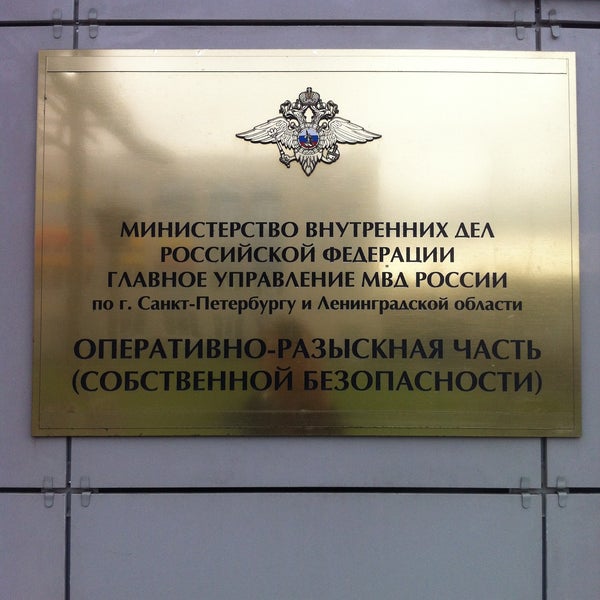 МИНИСТЕРСТВО ВНУТРЕННИХ ДЕЛ
РОССИЙСКОЙ ФЕДЕРАЦИИ
ГЛАВНОЕ УПРАВЛЕНИЕ МВД РОССИИ
по г. Санкт-Петербургу и Ленинградской области
ОПЕРАТИВНО-РАЗЫСКНАЯ ЧАСТЬ
(СОБСТВЕННОЙ БЕЗОПАСНОСТИ)